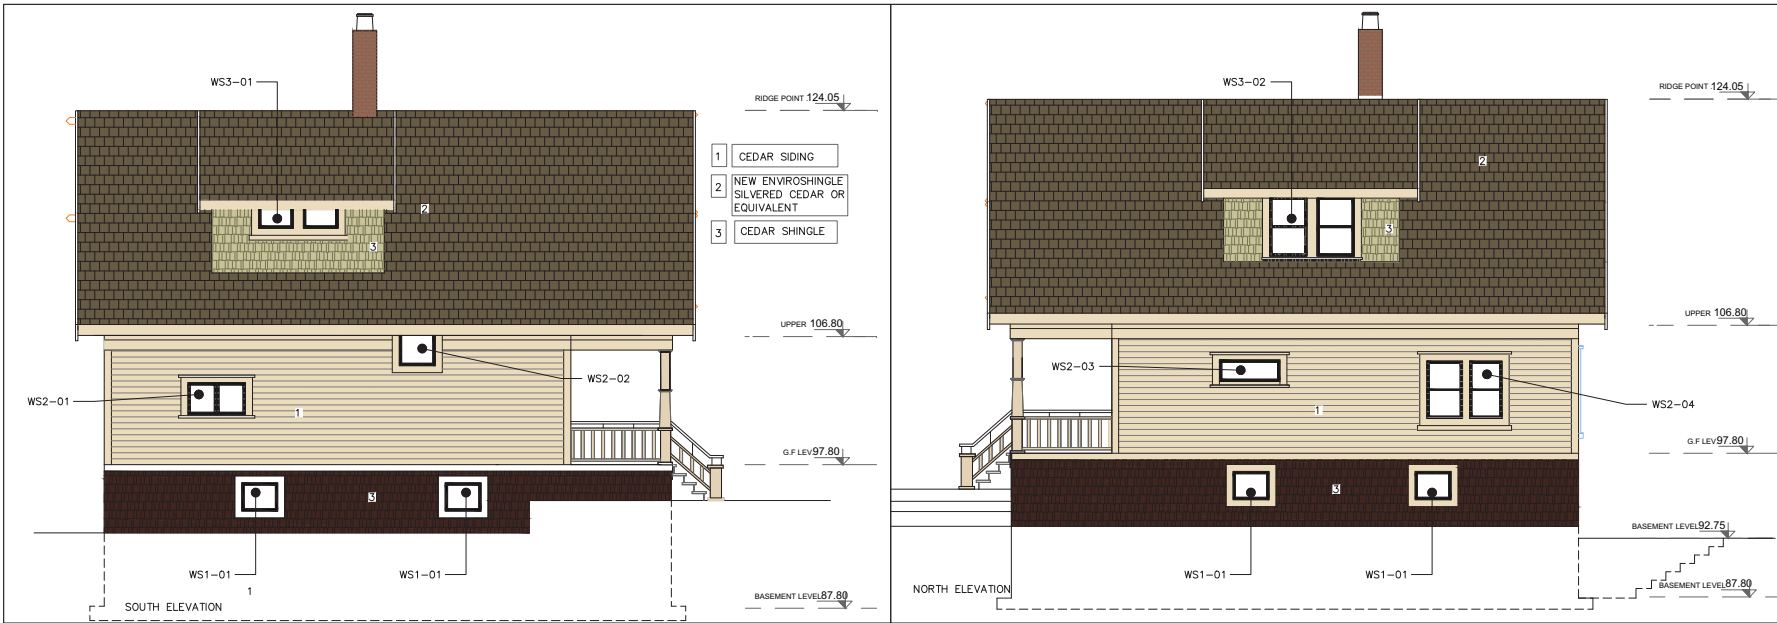 WS3-01
RIDGE POINT 124.05
1 CEDAR SIDING
2 NEW ENVIROSHINGLE
SILVERED CEDAR OR
EQUIVALENT
3 CEDAR SHINGLE
2
3
UPPER 106.80
WS2-02
WS2-01
1
G.F LEV. 97.80
3
WS1-01
WS1-01
1
BASEMENT LEVEL 87.80
SOUTH ELEVATION
WS3-02
RIDGE POINT 124.05
2
3
UPPER 106.80
WS2-03
WS2-04
1
G.F LEV. 97.80
3
BASEMENT LEVEL 92.75
WS1-01
WS1-01
BASEMENT LEVEL 87.80
NORTH ELEVATION